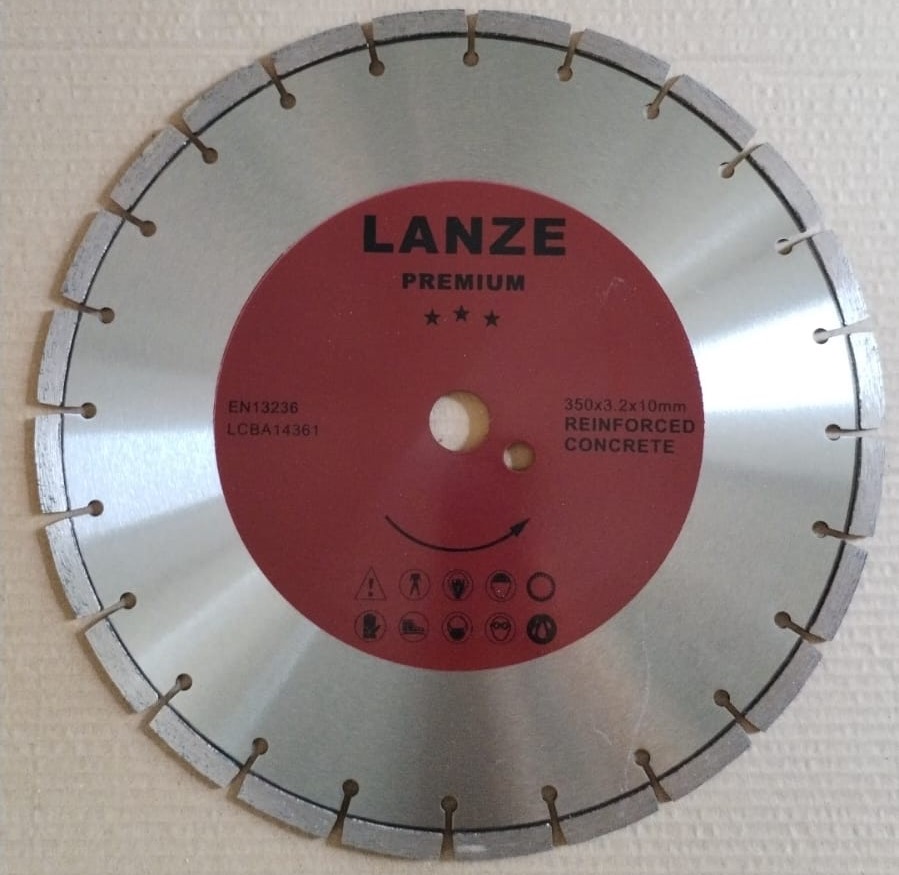 LANZE
PREMIUM
EN13236
LCBA14361
350x3.2x10mm
REINFORCED
CONCRETE